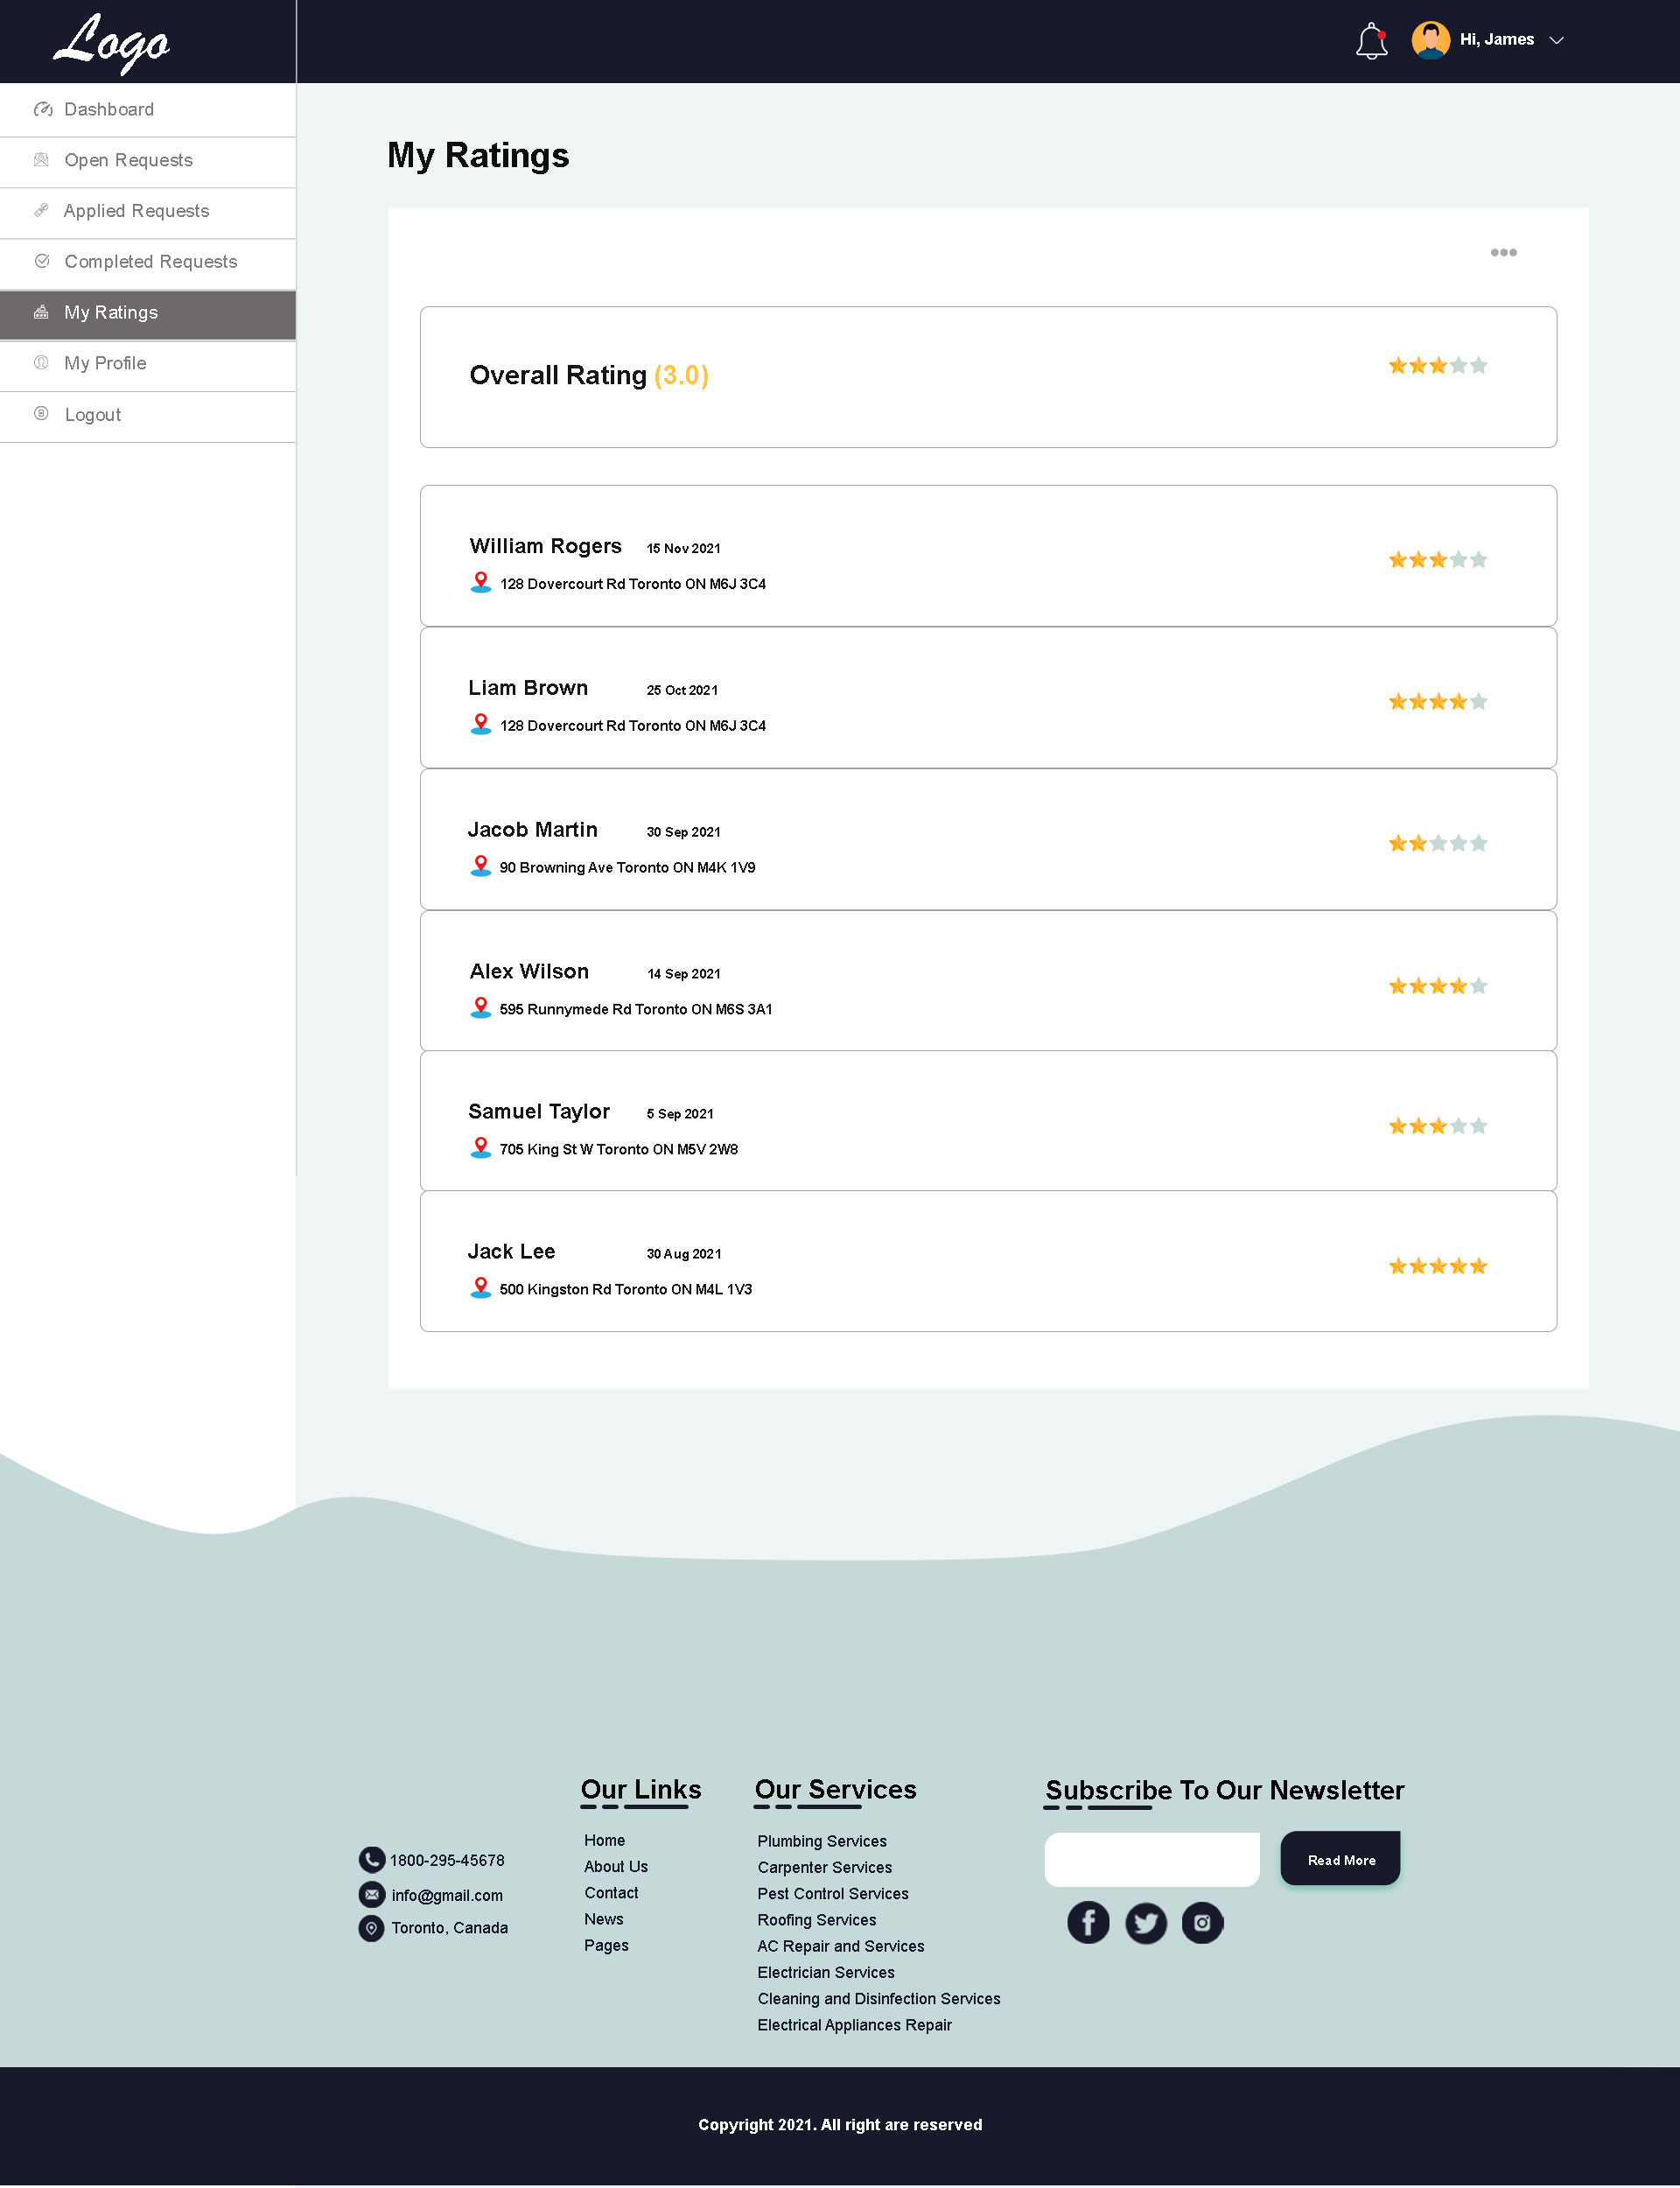 Logo
Hi, James
Dashboard
Open Requests
Applied Requests
Completed Requests
My Ratings
My Profile
Logout
My Ratings
Overall Rating (3.0)
William Rogers 15 Nov 2021
128 Dovercourt Rd Toronto ON M6J 3C4
Liam Brown 25 Oct 2021
128 Dovercourt Rd Toronto ON M6J 3C4
Jacob Martin 30 Sep 2021
90 Browning Ave Toronto ON M4K 1V9
Alex Wilson 14 Sep 2021
595 Runnymede Rd Toronto ON M6S 3A1
Samuel Taylor 5 Sep 2021
705 King St W Toronto ON M5V 2W8
Jack Lee 30 Aug 2021
500 Kingston Rd Toronto ON M4L 1V3
1800-295-45678
info@gmail.com
Toronto, Canada
Our Links
Home
About Us
Contact
News
Pages
Our Services
Plumbing Services
Carpenter Services
Pest Control Services
Roofing Services
AC Repair and Services
Electrician Services
Cleaning and Disinfection Services
Electrical Appliances Repair
Subscribe To Our Newsletter
Read More
Copyright 2021. All right are reserved